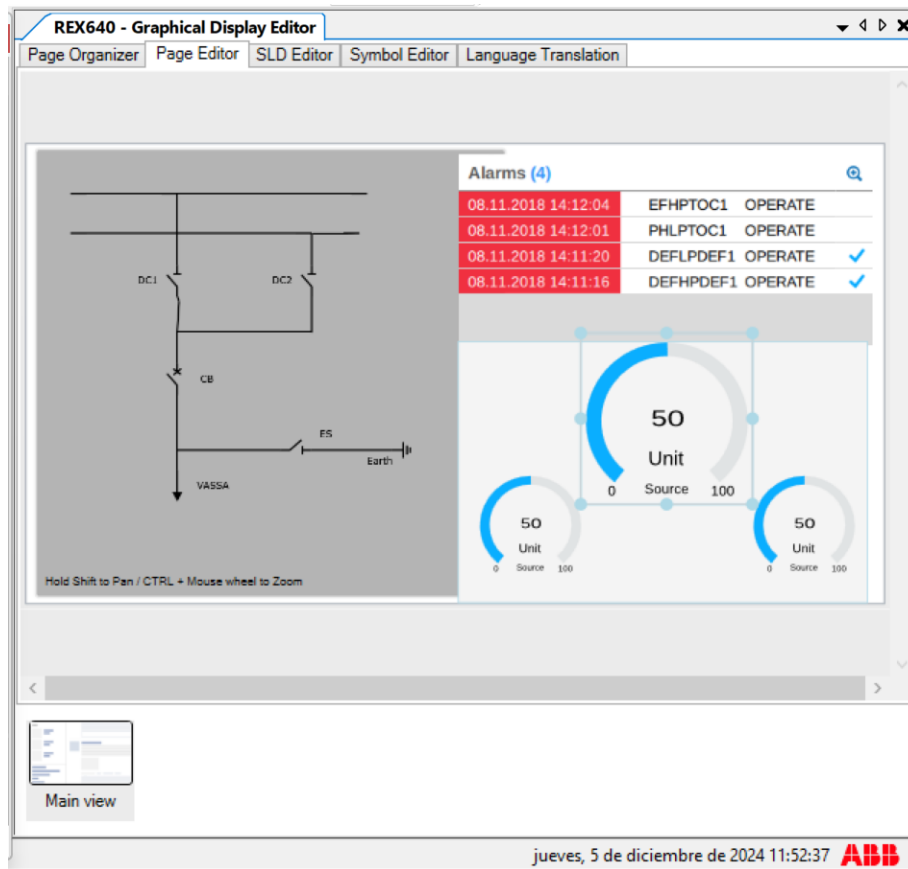 REX640 - Graphical Display Editor
Page Organizer Page Editor SLD Editor Symbol Editor Language Translation
Alarms (4)
08.11.2018 14:12:04 EFHPTOC1 OPERATE
08.11.2018 14:12:01 PHLPTOC1 OPERATE
08.11.2018 14:11:20 DEFLPDEF1 OPERATE
08.11.2018 14:11:16 DEFHPDEF1 OPERATE
DC1 DC2
CB
ES
Earth
VASSA
Hold Shift to Pan / CTRL + Mouse wheel to Zoom
50
Unit
0 Source 100
50
Unit
0 Source 100
50
Unit
0 Source 100
Main view
jueves, 5 de diciembre de 2024 11:52:37 ABB